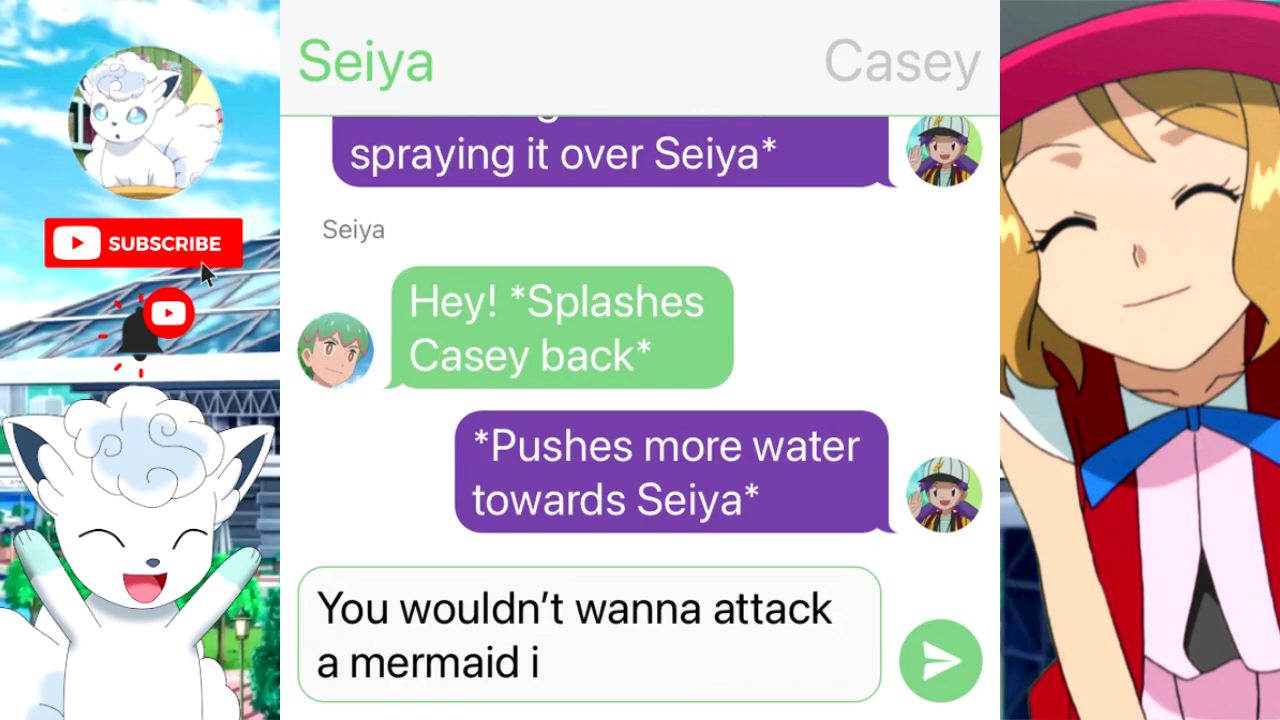 Seiya
Casey
spraying it over Seiya*
Seiya
Hey! *Splashes
Casey back*
*Pushes more water
towards Seiya*
You wouldn’t wanna attack
a mermaid i
SUBSCRIBE